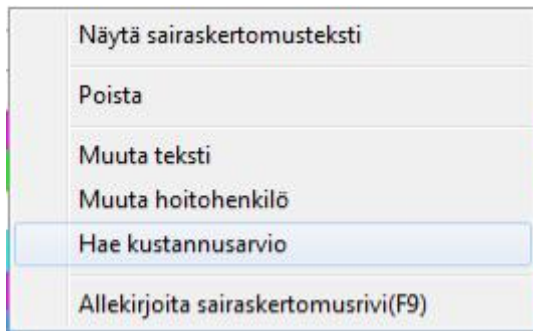 Näytä sairaskertomusteksti
Poista
Muuta teksti
Muuta hoitohenkilö
Hae kustannusarvio
Allekirjoita sairaskertomusrivi(F9)